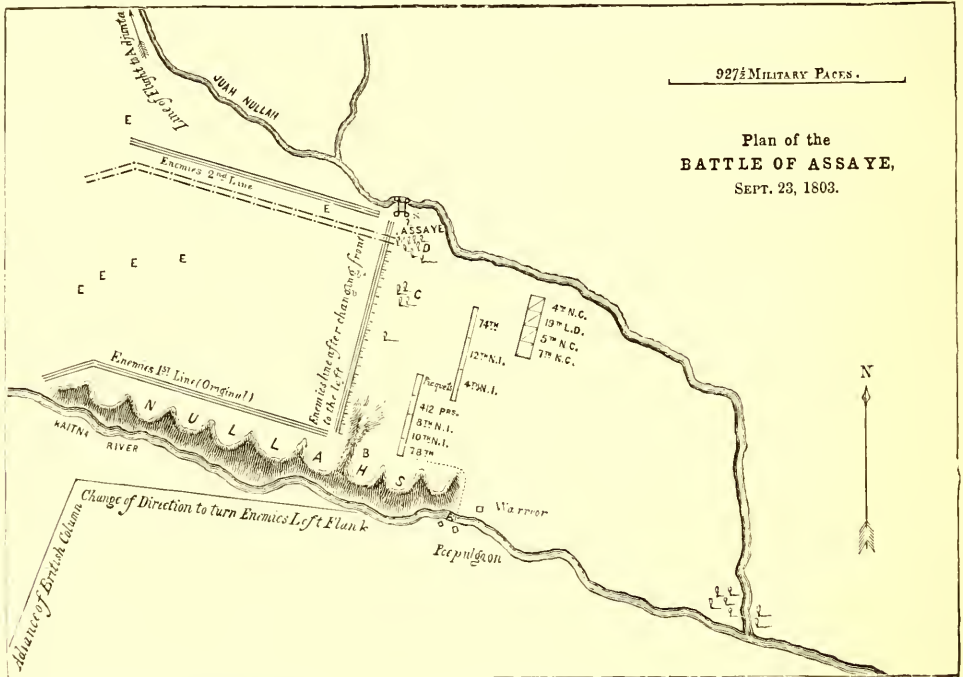 927½ MILITARY PACES.
Plan of the
BATTLE OF ASSAYE,
SEPT. 23, 1803.
Line of Flight to Adjunta
JUAH NULLAH
E
Enemies 2nd Line
E
ASSAYE
D
E
E
E
E
C
Enemies line after changing front
to the left
4TH N.C.
19TH L.D.
5TH N.C.
7TH N.C.
74TH
12TH N.I.
4TH N.I.
Picquets
412 PRS.
8TH N.I.
10TH N.I.
78TH
Enemies 1st Line (Original)
NULLAHS
B
KAITNA
RIVER
N
Warroor
Peepulgaon
Change of Direction to turn Enemies Left Flank
Advance of British Column